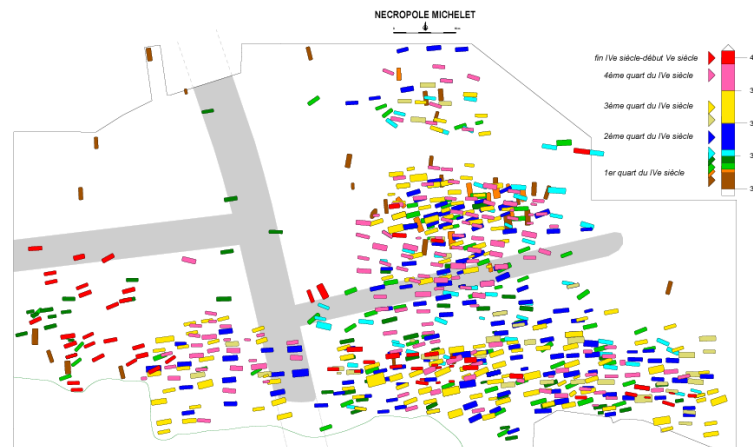 NECROPOLE MICHELET
fin IVe siècle-début Ve siècle
4ème quart du IVe siècle
3ème quart du IVe siècle
2ème quart du IVe siècle
1er quart du IVe siècle